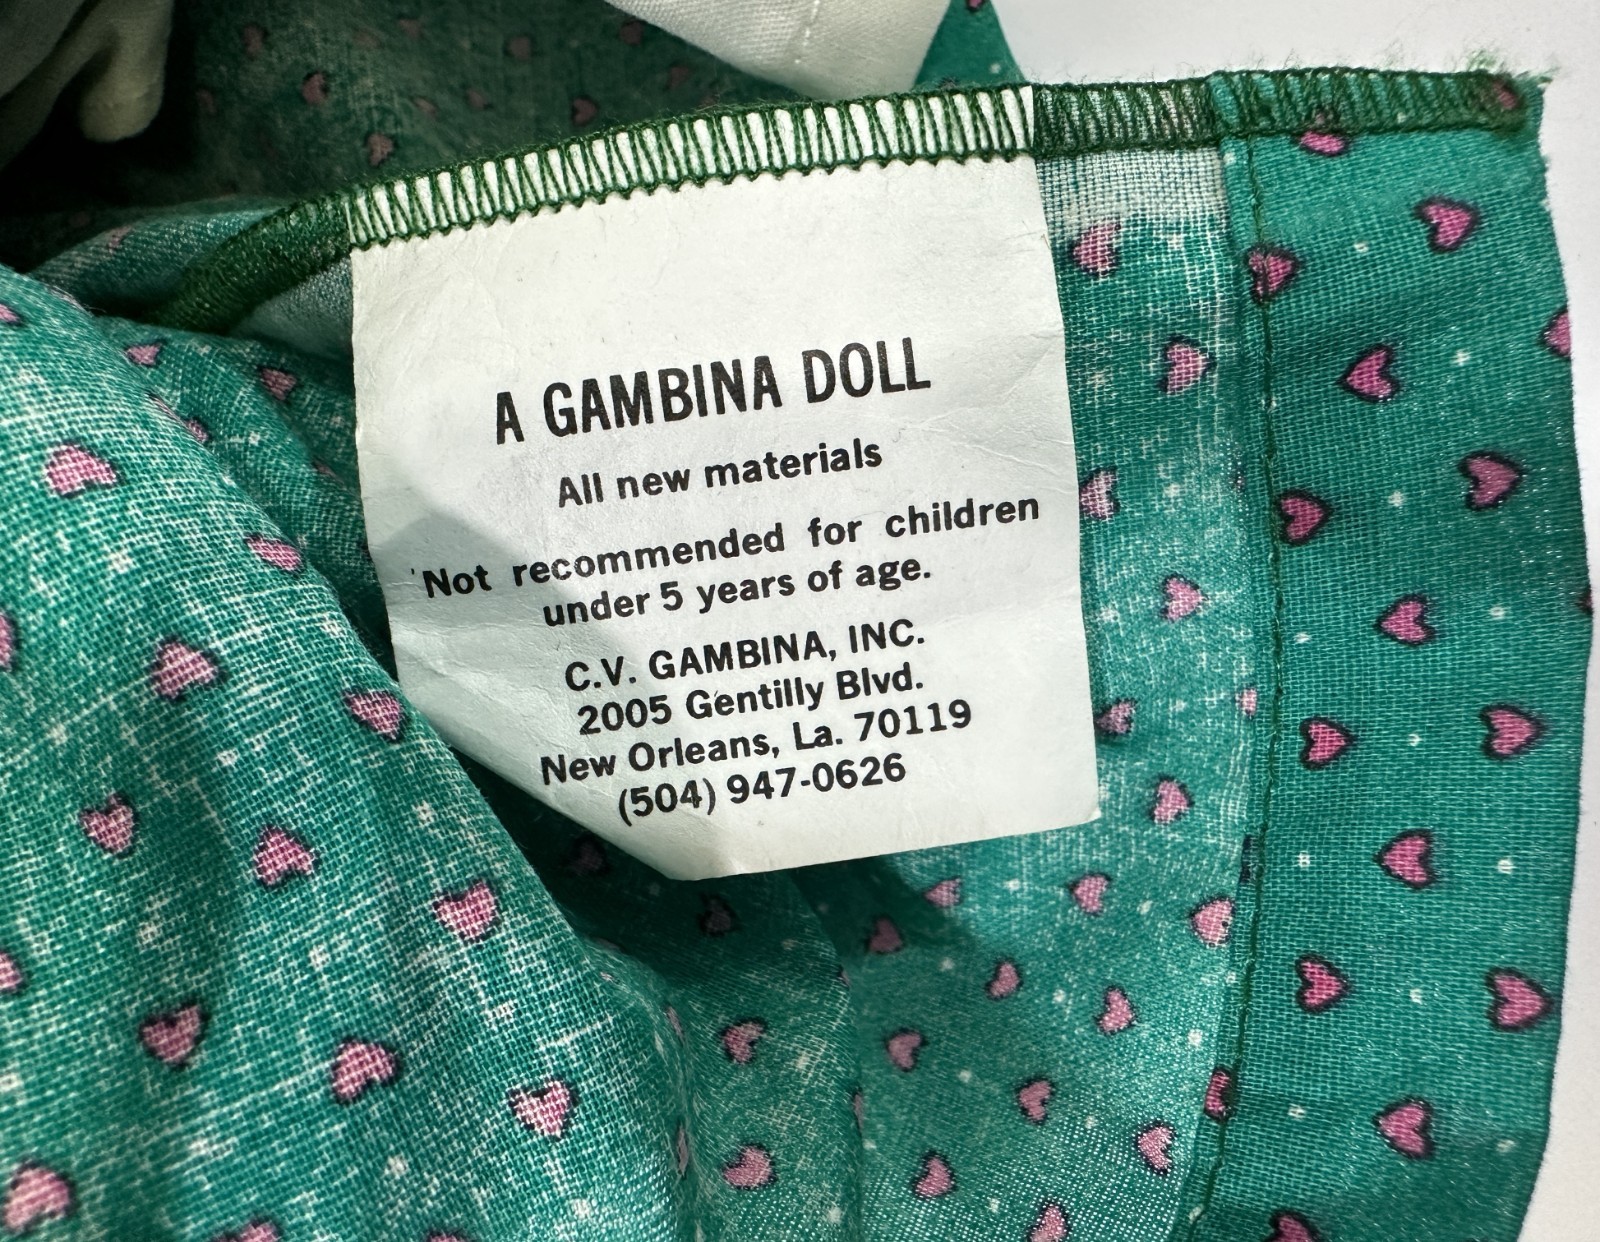 A GAMBINA DOLL
All new materials
Not recommended for children
under 5 years of age.
C.V. GAMBINA, INC.
2005 Gentilly Blvd.
New Orleans, La. 70119
(504) 947-0626